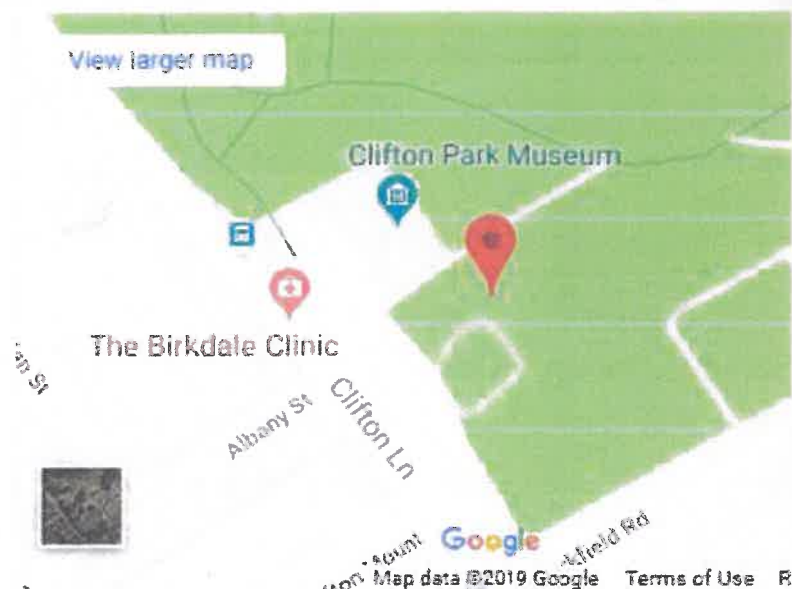 View larger map
Clifton Park Museum
The Birkdale Clinic
Albany St
Clifton Ln
Google
Map data ©2019 Google Terms of Use